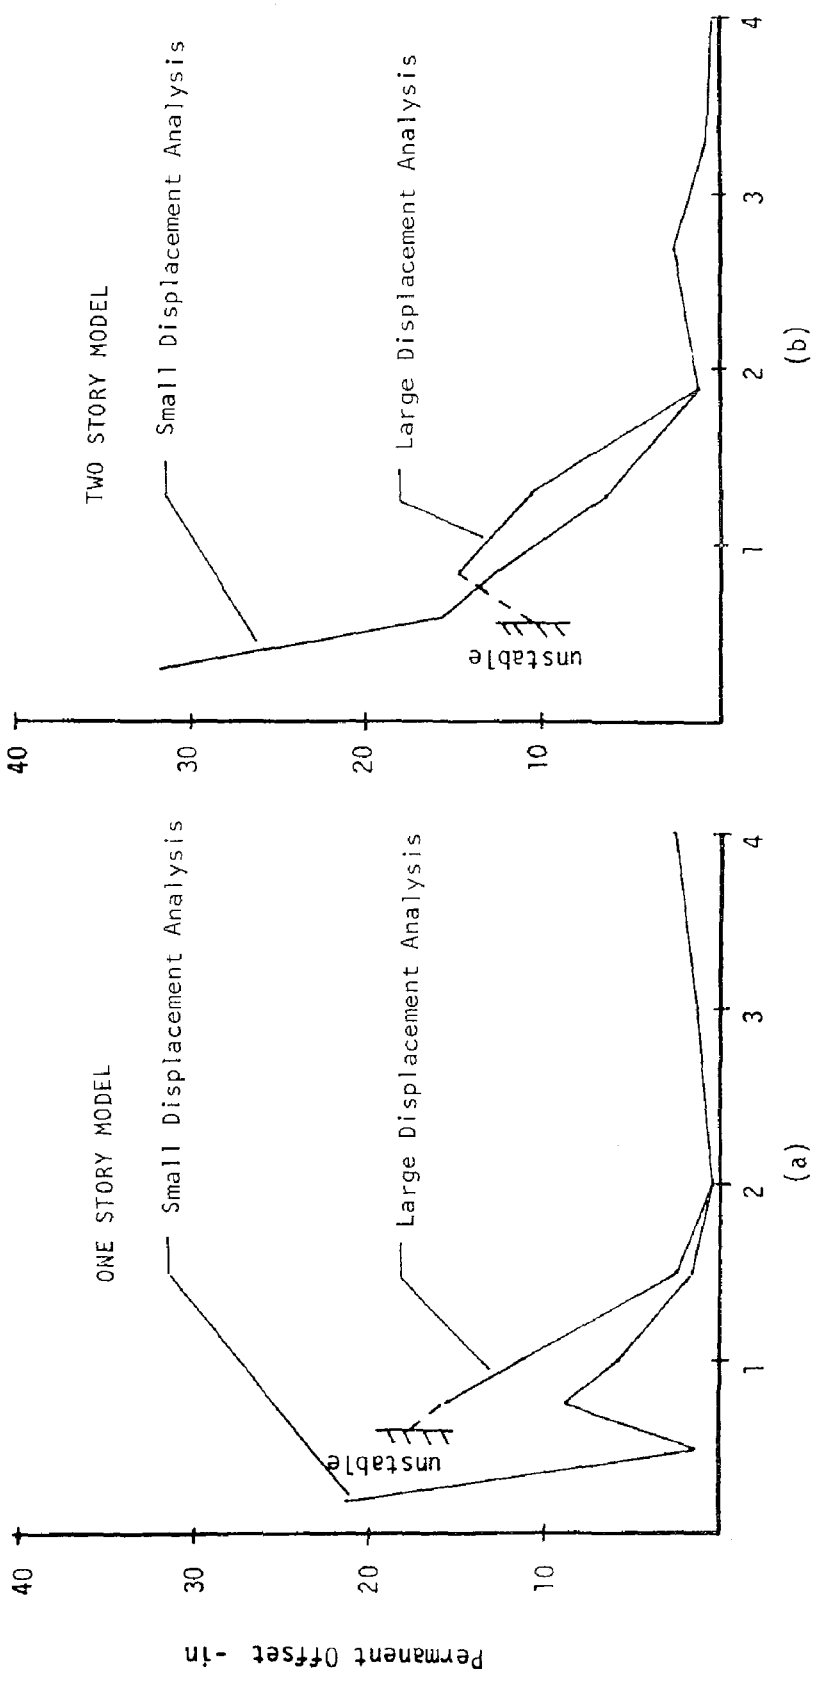 Permanent Offset -in
ONE STORY MODEL
Small Displacement Analysis
Large Displacement Analysis
unstable
40
30
20
10
1
2
3
4
(a)
TWO STORY MODEL
Small Displacement Analysis
Large Displacement Analysis
unstable
40
30
20
10
1
2
3
4
(b)